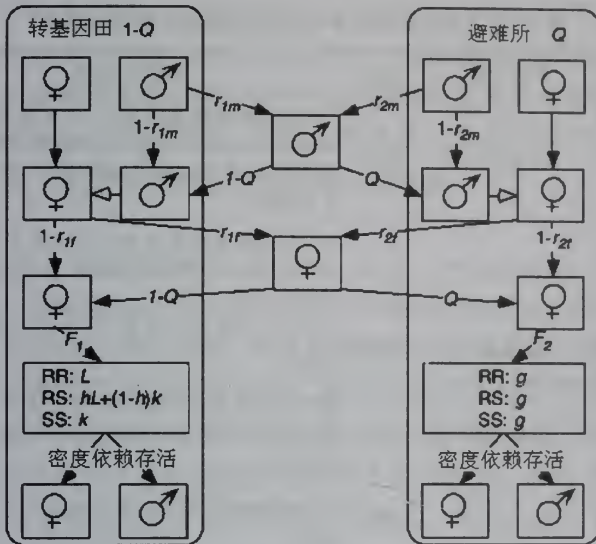 转基因田 1-Q
避难所 Q
r1m
r2m
1-r1m
1-r2m
1-Q
Q
r1f
r2f
1-r1f
1-r2f
1-Q
Q
F1
F2
RR: L
RS: hL+(1-h)k
SS: k
RR: g
RS: g
SS: g
密度依赖存活
密度依赖存活